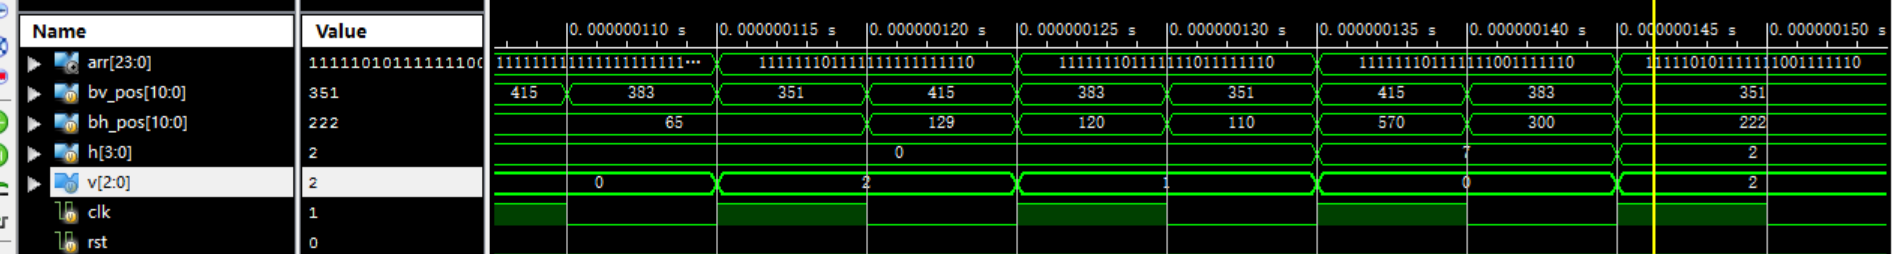 Name Value 0.000000110 s 0.000000115 s 0.000000120 s 0.000000125 s 0.000000130 s 0.000000135 s 0.000000140 s 0.000000145 s 0.000000150 s
arr[23:0] 11111010111111100 111111111111111111111... 111111101111111111111110 111111101111111011111110 111111101111111001111110 111110101111111001111110
bv_pos[10:0] 351 415 383 351 415 383 351 415 383 351
bh_pos[10:0] 222 65 129 120 110 570 300 222
h[3:0] 2 0 7 2
v[2:0] 2 0 2 1 0 2
clk 1
rst 0